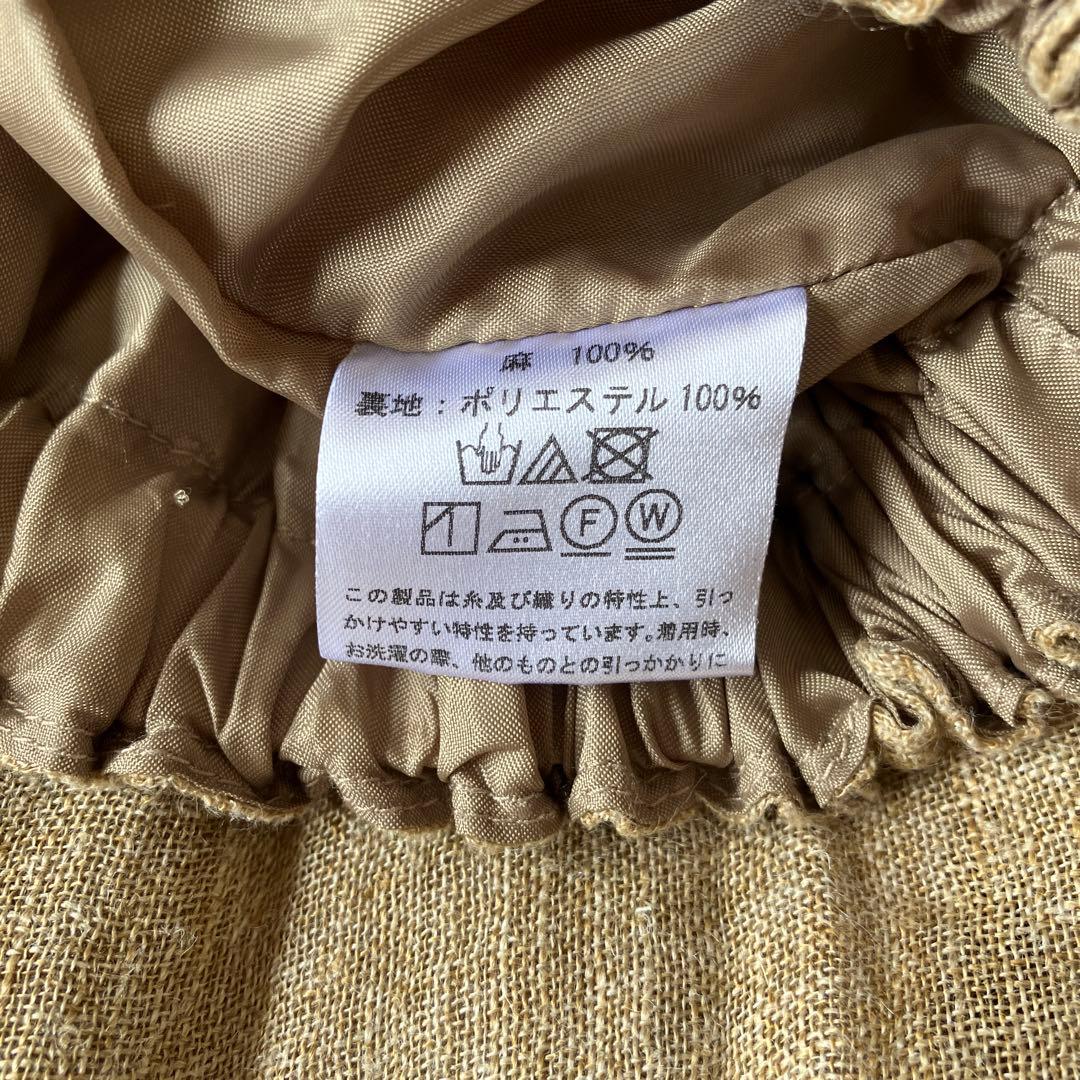 麻 100%
裏地：ポリエステル 100%
F W
この製品は糸及び織りの特性上、引っ
かけやすい特性を持っています。着用時、
お洗濯の際、他のものとの引っかかりに